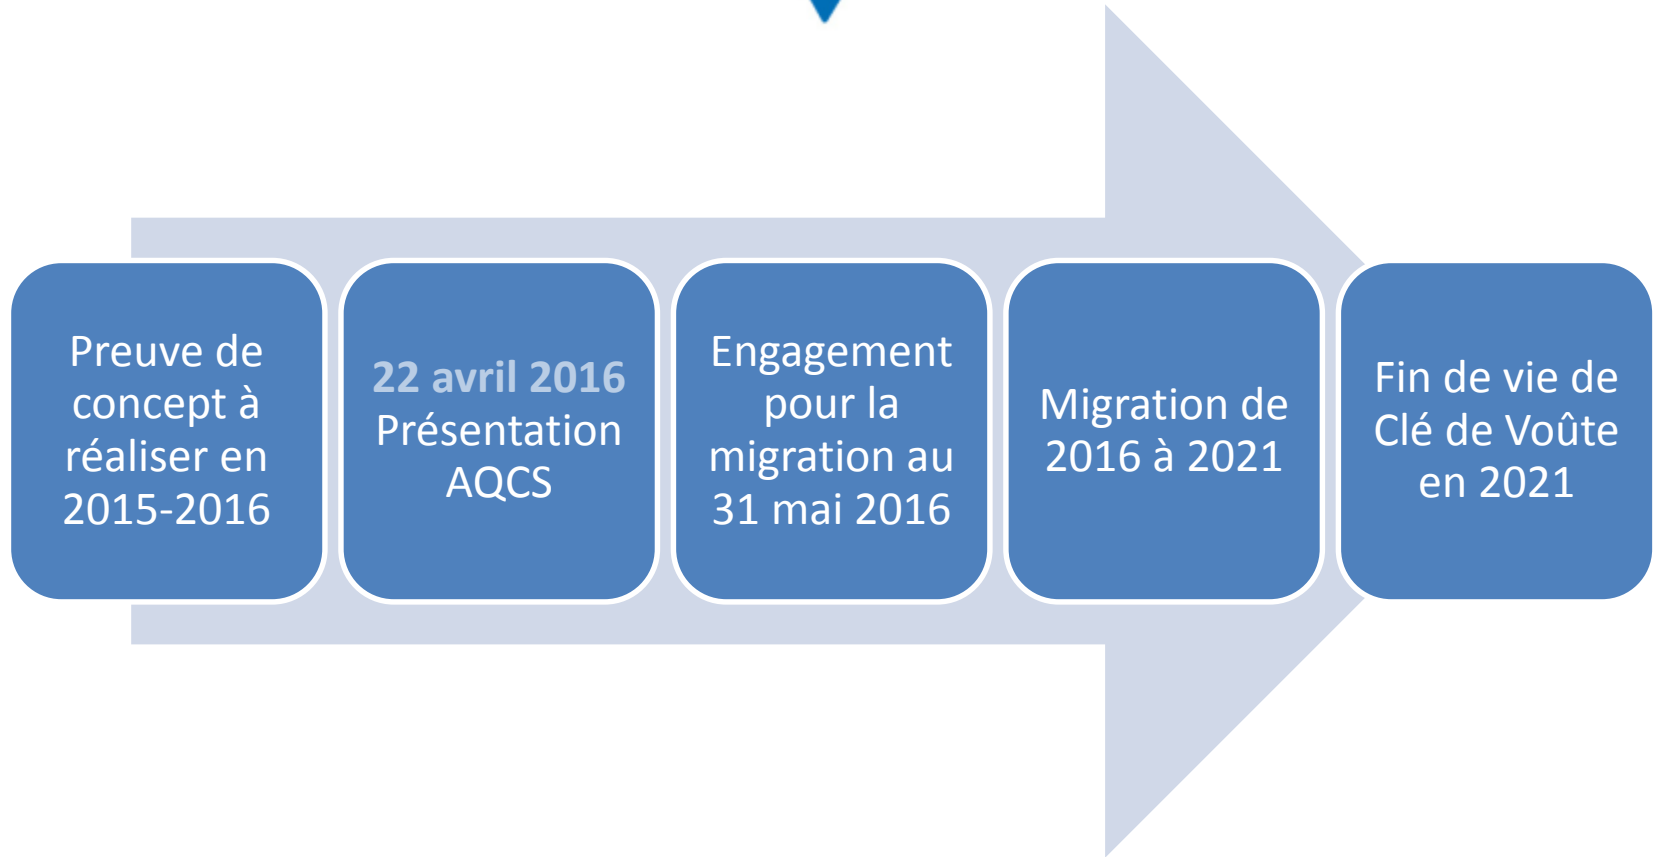 Preuve de
concept à
réaliser en
2015-2016
22 avril 2016
Présentation
AQCS
Engagement
pour la
migration au
31 mai 2016
Migration de
2016 à 2021
Fin de vie de
Clé de Voûte
en 2021